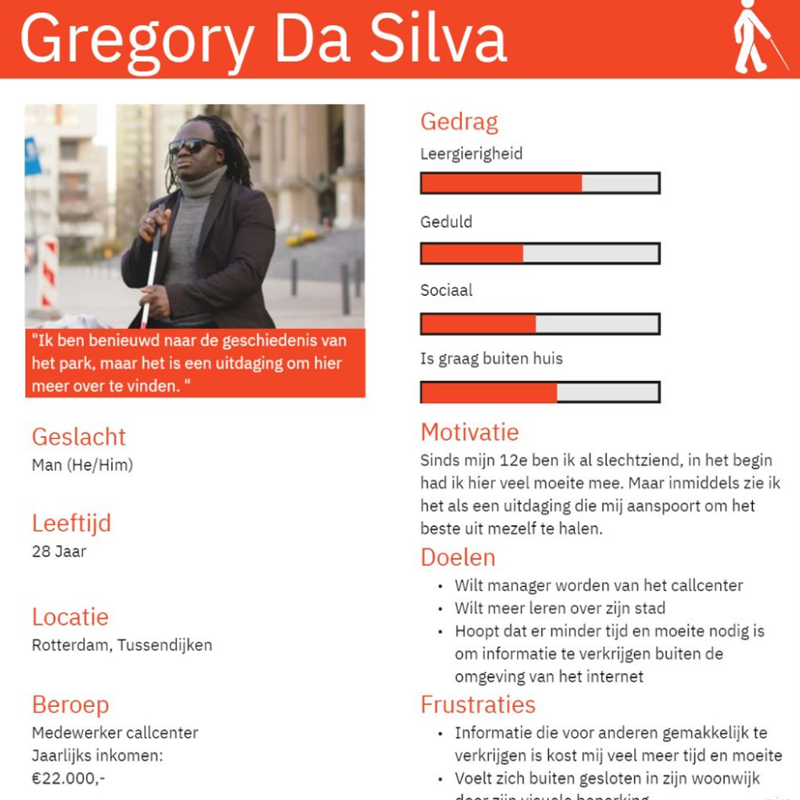 Gregory Da Silva
"Ik ben benieuwd naar de geschiedenis van
het park, maar het is een uitdaging om hier
meer over te vinden. "
Geslacht
Man (He/Him)
Leeftijd
28 Jaar
Locatie
Rotterdam, Tussendijken
Beroep
Medewerker callcenter
Jaarlijks inkomen:
€22.000,-
Gedrag
Leergierigheid
Geduld
Sociaal
Is graag buiten huis
Motivatie
Sinds mijn 12e ben ik al slechtziend, in het begin
had ik hier veel moeite mee. Maar inmiddels zie ik
het als een uitdaging die mij aanspoort om het
beste uit mezelf te halen.
Doelen
• Wilt manager worden van het callcenter
• Wilt meer leren over zijn stad
• Hoopt dat er minder tijd en moeite nodig is
om informatie te verkrijgen buiten de
omgeving van het internet
Frustraties
• Informatie die voor anderen gemakkelijk te
verkrijgen is kost mij veel meer tijd en moeite
• Voelt zich buiten gesloten in zijn woonwijk
door zijn visuele beperking